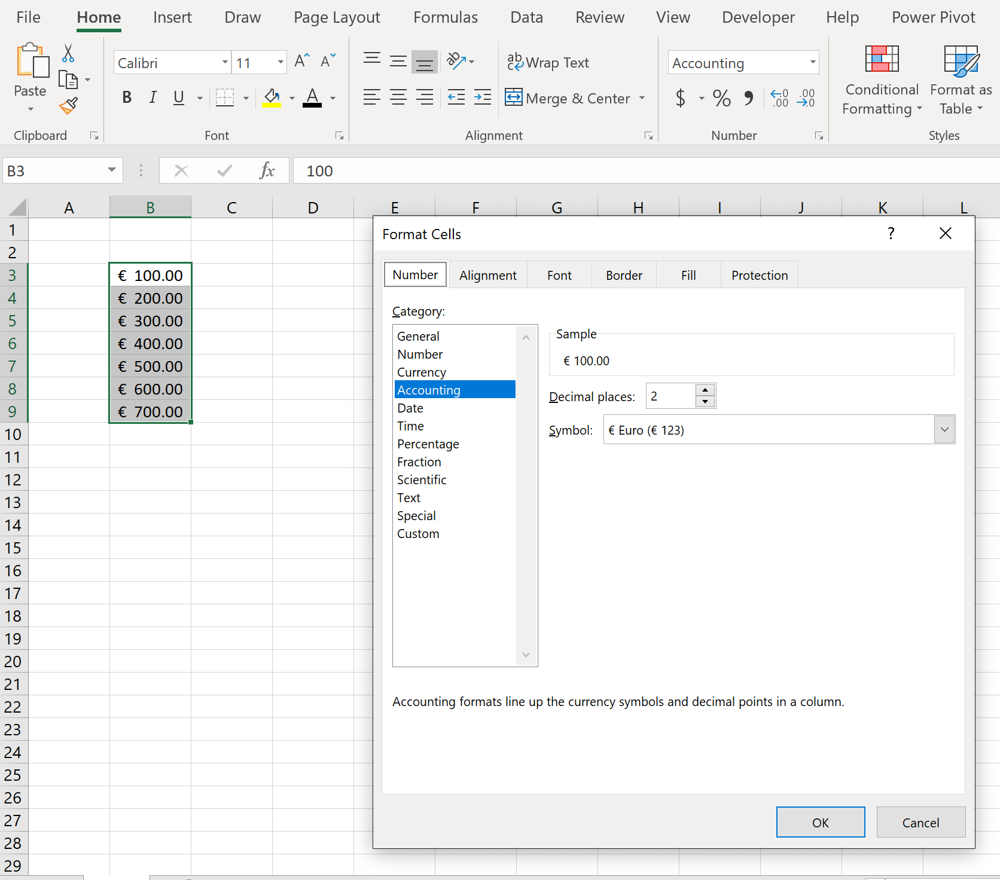 File Home Insert Draw Page Layout Formulas Data Review View Developer Help Power Pivot
Calibri 11 A A ab Wrap Text Accounting
Paste B I U A Merge & Center $ % 9 Conditional Formatting Format as Table
Clipboard Font Alignment Number Styles
B3 fx 100
A B C D E F G H I J K L
1
2
3 € 100.00
4 € 200.00
5 € 300.00
6 € 400.00
7 € 500.00
8 € 600.00
9 € 700.00
10
11
12
13
14
15
16
17
18
19
20
21
22
23
24
25
26
27
28
29
Format Cells ?
Number Alignment Font Border Fill Protection
Category:
General
Number
Currency
Accounting
Date
Time
Percentage
Fraction
Scientific
Text
Special
Custom
Sample
€ 100.00
Decimal places: 2
Symbol: € Euro (€ 123)
Accounting formats line up the currency symbols and decimal points in a column.
OK Cancel